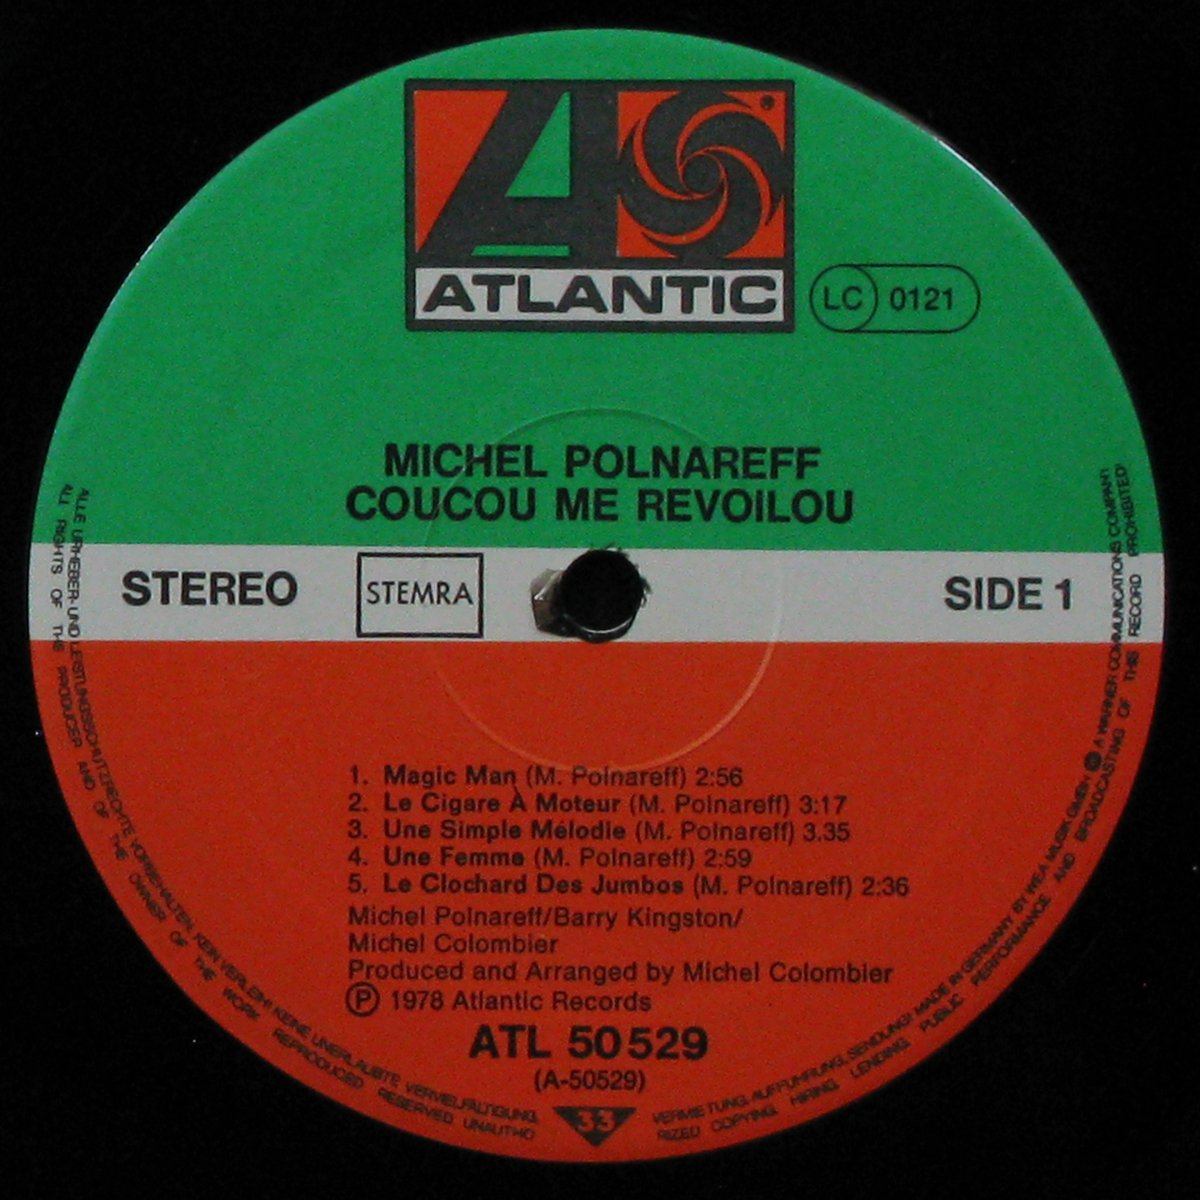 ATLANTIC
LC 0121
MICHEL POLNAREFF
COUCOU ME REVOILOU
STEREO
STEMRA
SIDE 1
1. Magic Man (M. Polnareff) 2:56
2. Le Cigare À Moteur (M. Polnareff) 3:17
3. Une Simple Mélodie (M. Polnareff) 3.35
4. Une Femme (M. Polnareff) 2:59
5. Le Clochard Des Jumbos (M. Polnareff) 2:36
Michel Polnareff/Barry Kingston/
Michel Colombier
Produced and Arranged by Michel Colombier
Ⓟ 1978 Atlantic Records
ATL 50 529
(A-50529)
33
ALLE URHEBER- UND LEISTUNGSSCHUTZRECHTE VORBEHALTEN. KEIN VERLEIH! KEINE UNERLAUBTE VERVIELFÄLTIGUNG, VERMIETUNG, AUFFÜHRUNG, SENDUNG! MADE IN GERMANY BY WEA MUSIK GMBH A WARNER COMMUNICATIONS COMPANY
ALL RIGHTS OF THE PRODUCER AND OF THE OWNER OF THE WORK REPRODUCED RESERVED UNAUTHORIZED COPYING HIRING LENDING PUBLIC PERFORMANCE AND BROADCASTING OF THIS RECORD PROHIBITED